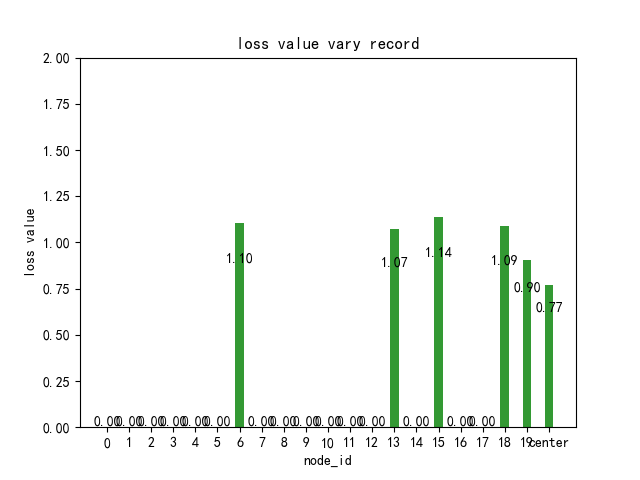 loss value vary record
2.00
1.75
1.50
1.25
1.00
0.75
0.50
0.25
0.00
loss value
0.00 0.00 0.00 0.00 0.00 0.00 1.10 0.00 0.00 0.00 0.00 0.00 0.00 1.07 0.00 1.14 0.00 0.00 1.09 0.90 0.77
0 1 2 3 4 5 6 7 8 9 10 11 12 13 14 15 16 17 18 19 center
node_id